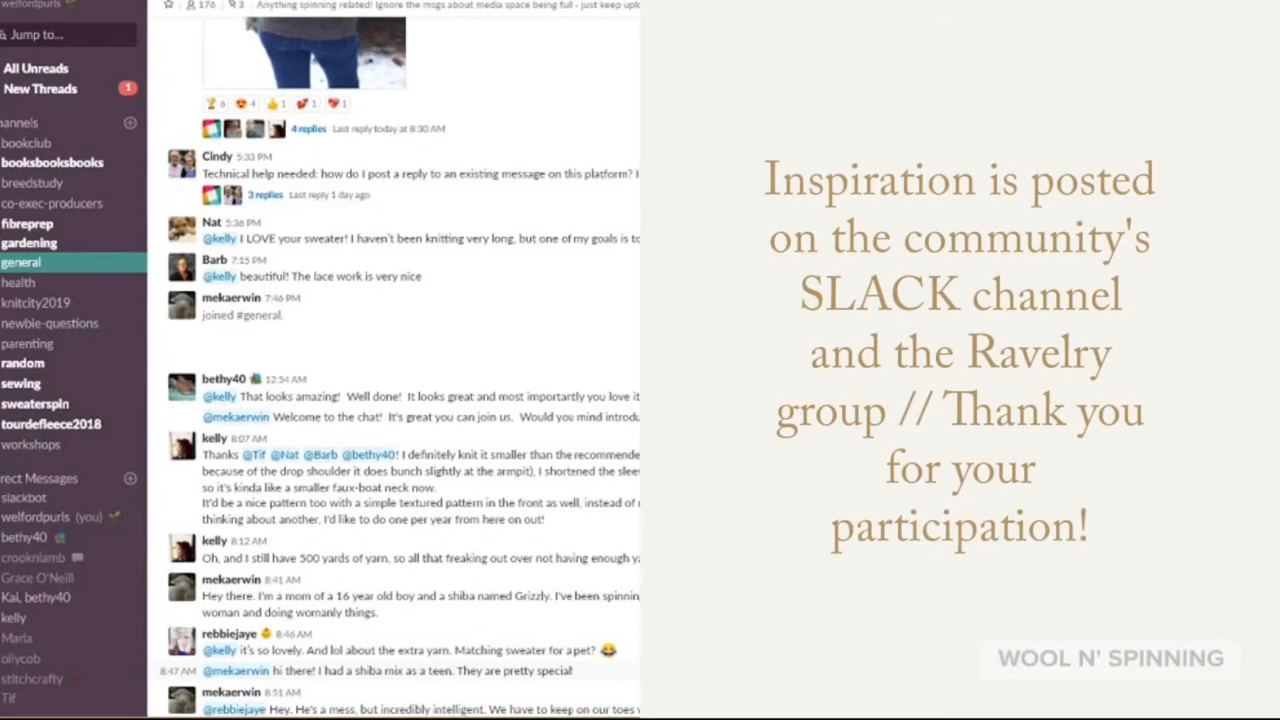 welfordpurls
Jump to...
All Unreads
New Threads
1
hannels
bookclub
booksbooksbooks
breedstudy
co-exec-producers
fibreprep
gardening
general
health
knitcity2019
newbie-questions
parenting
random
sewing
sweaterspin
tourdefleece2018
workshops
rect Messages
slackbot
welfordpurls (you)
bethy40
crooknlamb
Grace O'Neill
Kai, bethy40
kelly
Marla
ollycob
stitchcrafty
Tif
176 3 Anything spinning related! Ignore the msgs about media space being full - just keep uplo
6 4 1 1 1
4 replies Last reply today at 8:30 AM
Cindy 5:33 PM
Technical help needed: how do I post a reply to an existing message on this platform? I
3 replies Last reply 1 day ago
Nat 5:36 PM
@kelly I LOVE your sweater! I haven't been knitting very long, but one of my goals is to
Barb 7:15 PM
@kelly beautiful! The lace work is very nice
mekaerwin 7:46 PM
joined #general.
bethy40 12:54 AM
@kelly That looks amazing! Well done! It looks great and most importantly you love it
@mekaerwin Welcome to the chat! It's great you can join us. Would you mind introdu
kelly 8:07 AM
Thanks @Tif @Nat @Barb @bethy40! I definitely knit it smaller than the recommende
because of the drop shoulder it does bunch slightly at the armpit), I shortened the slee
so it's kinda like a smaller faux-boat neck now.
It'd be a nice pattern too with a simple textured pattern in the front as well, instead of
thinking about another, I'd like to do one per year from here on out!
kelly 8:12 AM
Oh, and I still have 500 yards of yarn, so all that freaking out over not having enough ya
mekaerwin 8:41 AM
Hey there. I'm a mom of a 16 year old boy and a shiba named Grizzly. I've been spinnin
woman and doing womanly things.
rebbiejaye 8:46 AM
@kelly it's so lovely. And lol about the extra yarn. Matching sweater for a pet?
8:47 AM @mekaerwin hi there! I had a shiba mix as a teen. They are pretty special!
mekaerwin 8:51 AM
@rebbiejaye Hey. He's a mess, but incredibly intelligent. We have to keep on our toes
Inspiration is posted
on the community's
SLACK channel
and the Ravelry
group // Thank you
for your
participation!
WOOL N' SPINNING